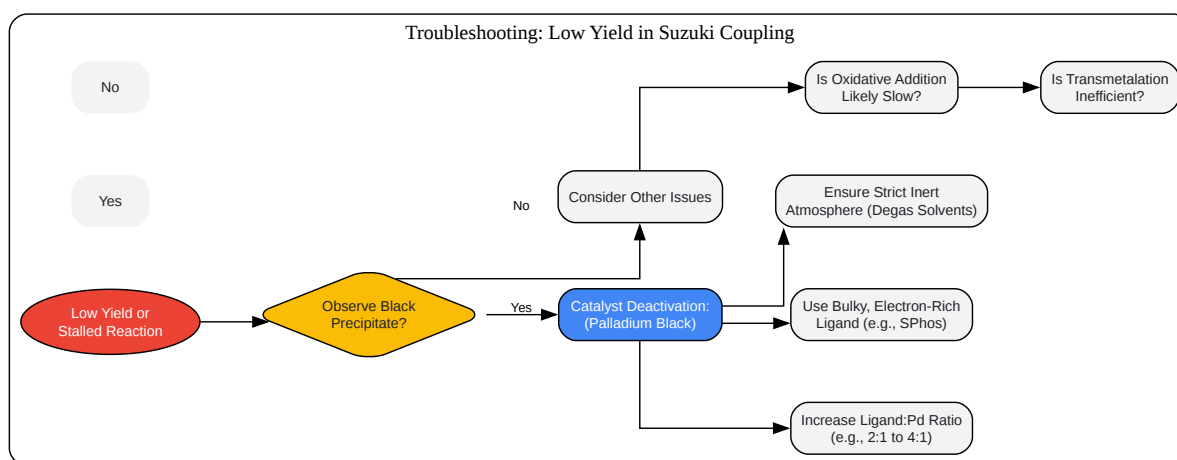 Troubleshooting: Low Yield in Suzuki Coupling
No
Is Oxidative Addition
Likely Slow?
Is Transmetalation
Inefficient?
Yes
No
Consider Other Issues
Ensure Strict Inert
Atmosphere (Degas Solvents)
Low Yield or
Stalled Reaction
Observe Black
Precipitate?
Yes
Catalyst Deactivation:
(Palladium Black)
Use Bulky, Electron-Rich
Ligand (e.g., SPhos)
Increase Ligand:Pd Ratio
(e.g., 2:1 to 4:1)